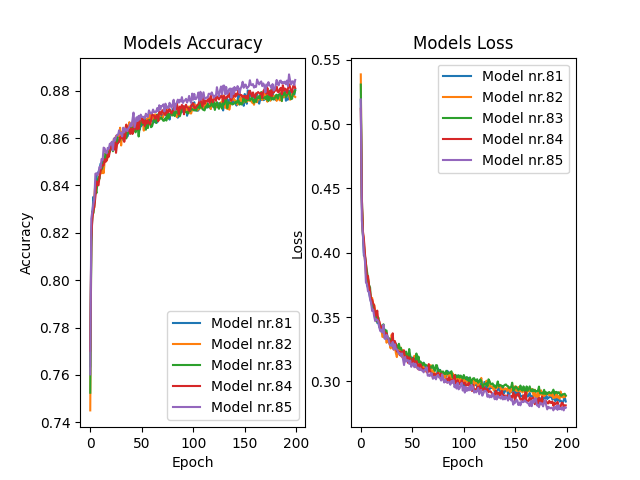 Models Accuracy
Accuracy
0.88
0.86
0.84
0.82
0.80
0.78
0.76
0.74
0
50
100
150
200
Epoch
Model nr.81
Model nr.82
Model nr.83
Model nr.84
Model nr.85
Models Loss
Loss
0.55
0.50
0.45
0.40
0.35
0.30
0
50
100
150
200
Epoch
Model nr.81
Model nr.82
Model nr.83
Model nr.84
Model nr.85